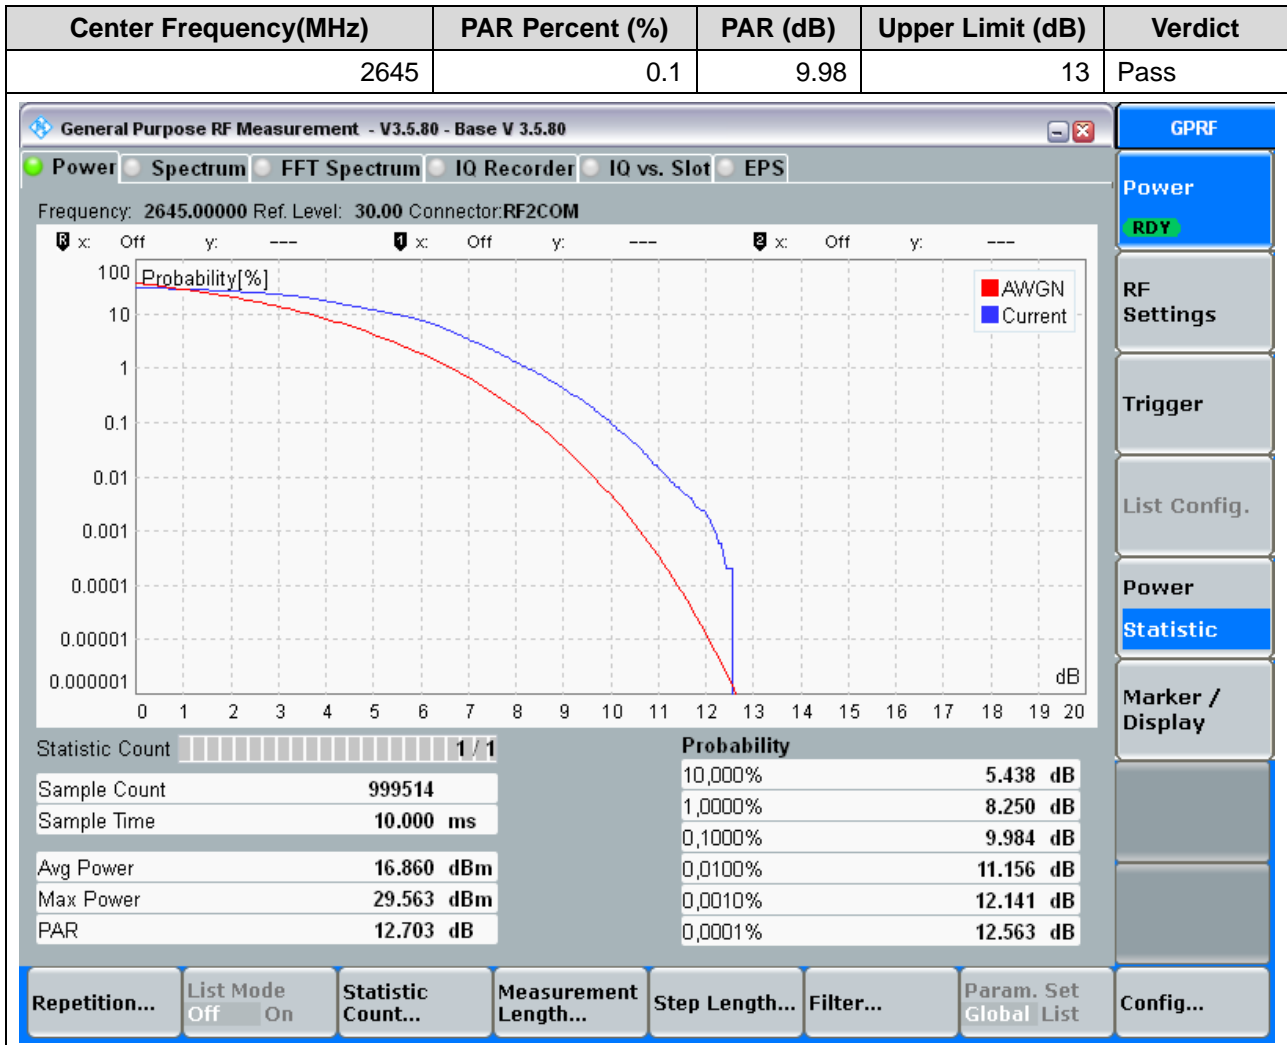 Center Frequency(MHz) PAR Percent (%) PAR (dB) Upper Limit (dB) Verdict
2645 0.1 9.98 13 Pass
General Purpose RF Measurement - V3.5.80 - Base V 3.5.80
GPRF
Power Spectrum FFT Spectrum IQ Recorder IQ vs. Slot EPS
Frequency: 2645.00000 Ref. Level: 30.00 Connector:RF2COM
R x: Off y: --- 1 x: Off y: --- 2 x: Off y: ---
Probability[%]
AWGN
Current
100
10
1
0.1
0.01
0.001
0.0001
0.00001
0.000001
dB
0 1 2 3 4 5 6 7 8 9 10 11 12 13 14 15 16 17 18 19 20
Statistic Count 1 / 1
Sample Count 999514
Sample Time 10.000 ms
Avg Power 16.860 dBm
Max Power 29.563 dBm
PAR 12.703 dB
Probability
10,000% 5.438 dB
1,0000% 8.250 dB
0,1000% 9.984 dB
0,0100% 11.156 dB
0,0010% 12.141 dB
0,0001% 12.563 dB
Power
RDY
RF
Settings
Trigger
List Config.
Power
Statistic
Marker /
Display
Repetition...
List Mode
Off On
Statistic
Count...
Measurement
Length...
Step Length...
Filter...
Param. Set
Global List
Config...